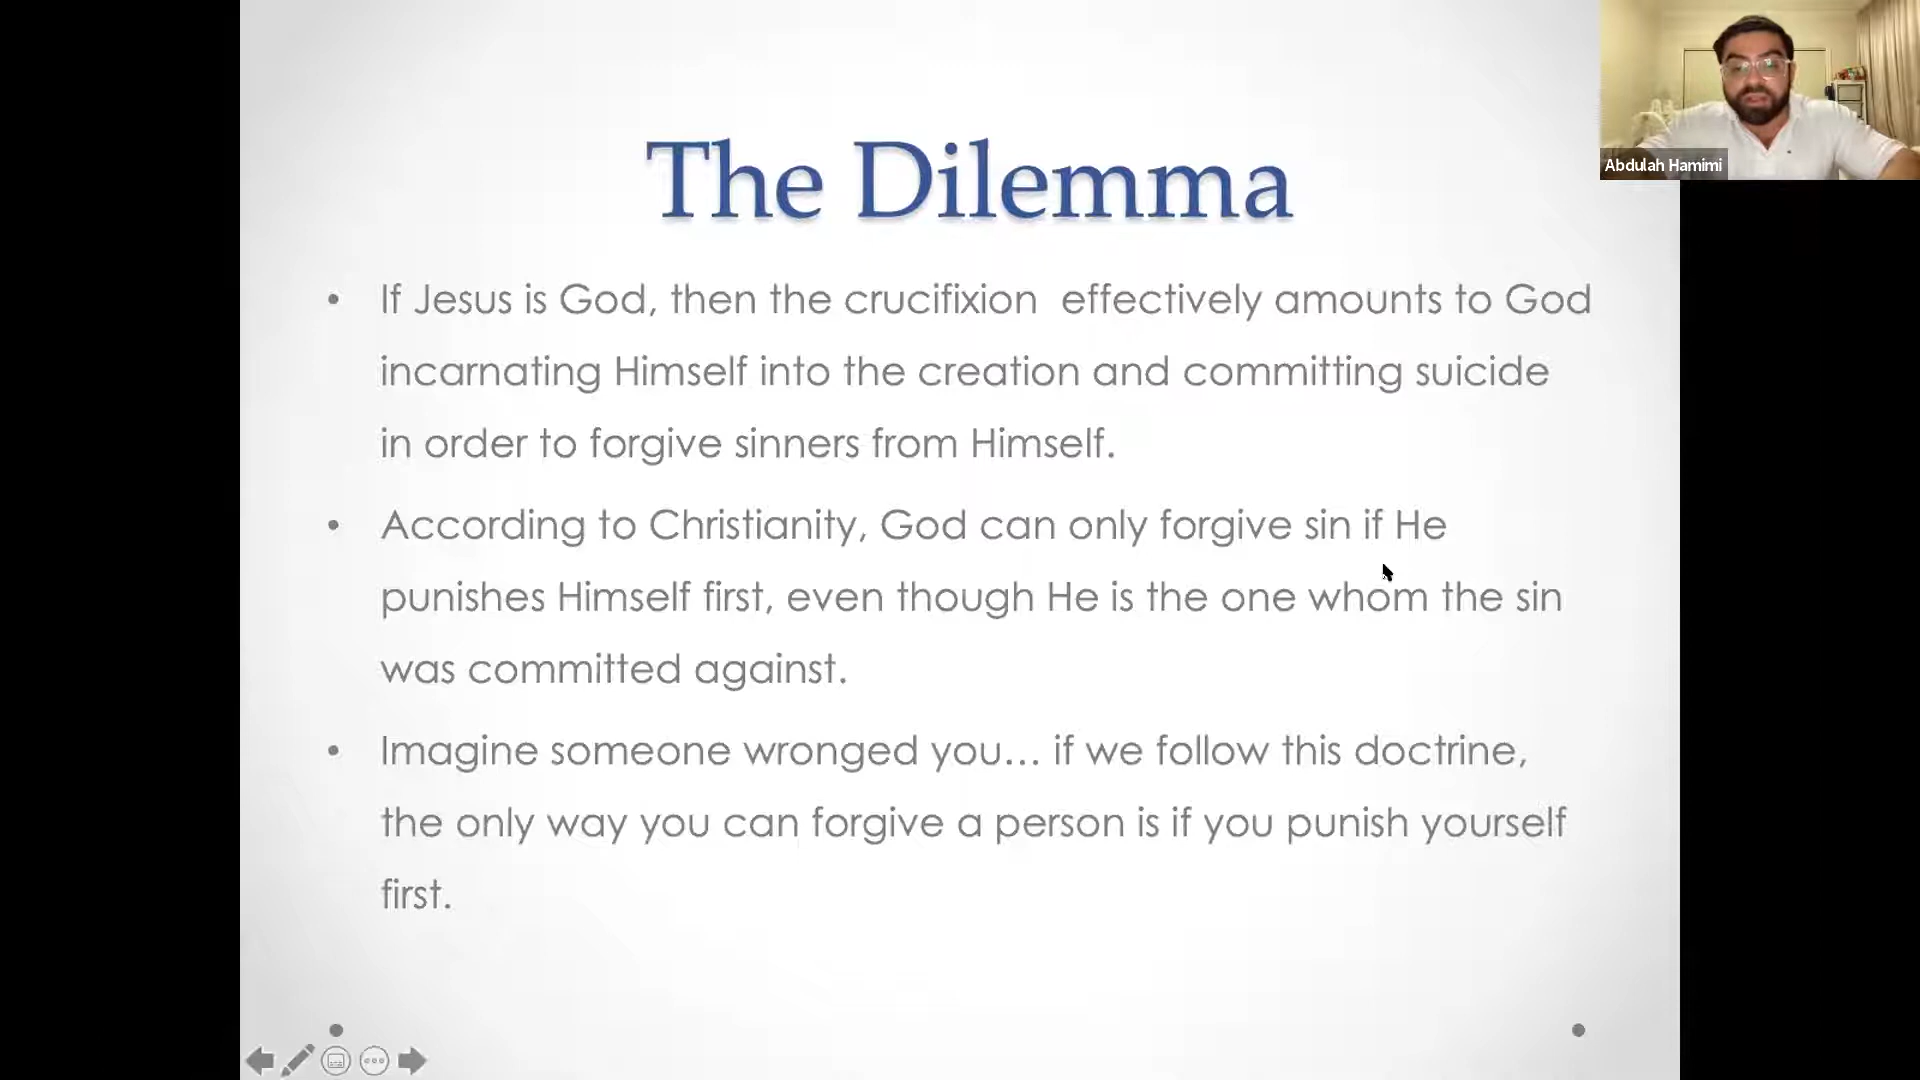 The Dilemma
Abdulah Hamimi
• If Jesus is God, then the crucifixion  effectively amounts to God
incarnating Himself into the creation and committing suicide
in order to forgive sinners from Himself.
• According to Christianity, God can only forgive sin if He
punishes Himself first, even though He is the one whom the sin
was committed against.
• Imagine someone wronged you... if we follow this doctrine,
the only way you can forgive a person is if you punish yourself
first.